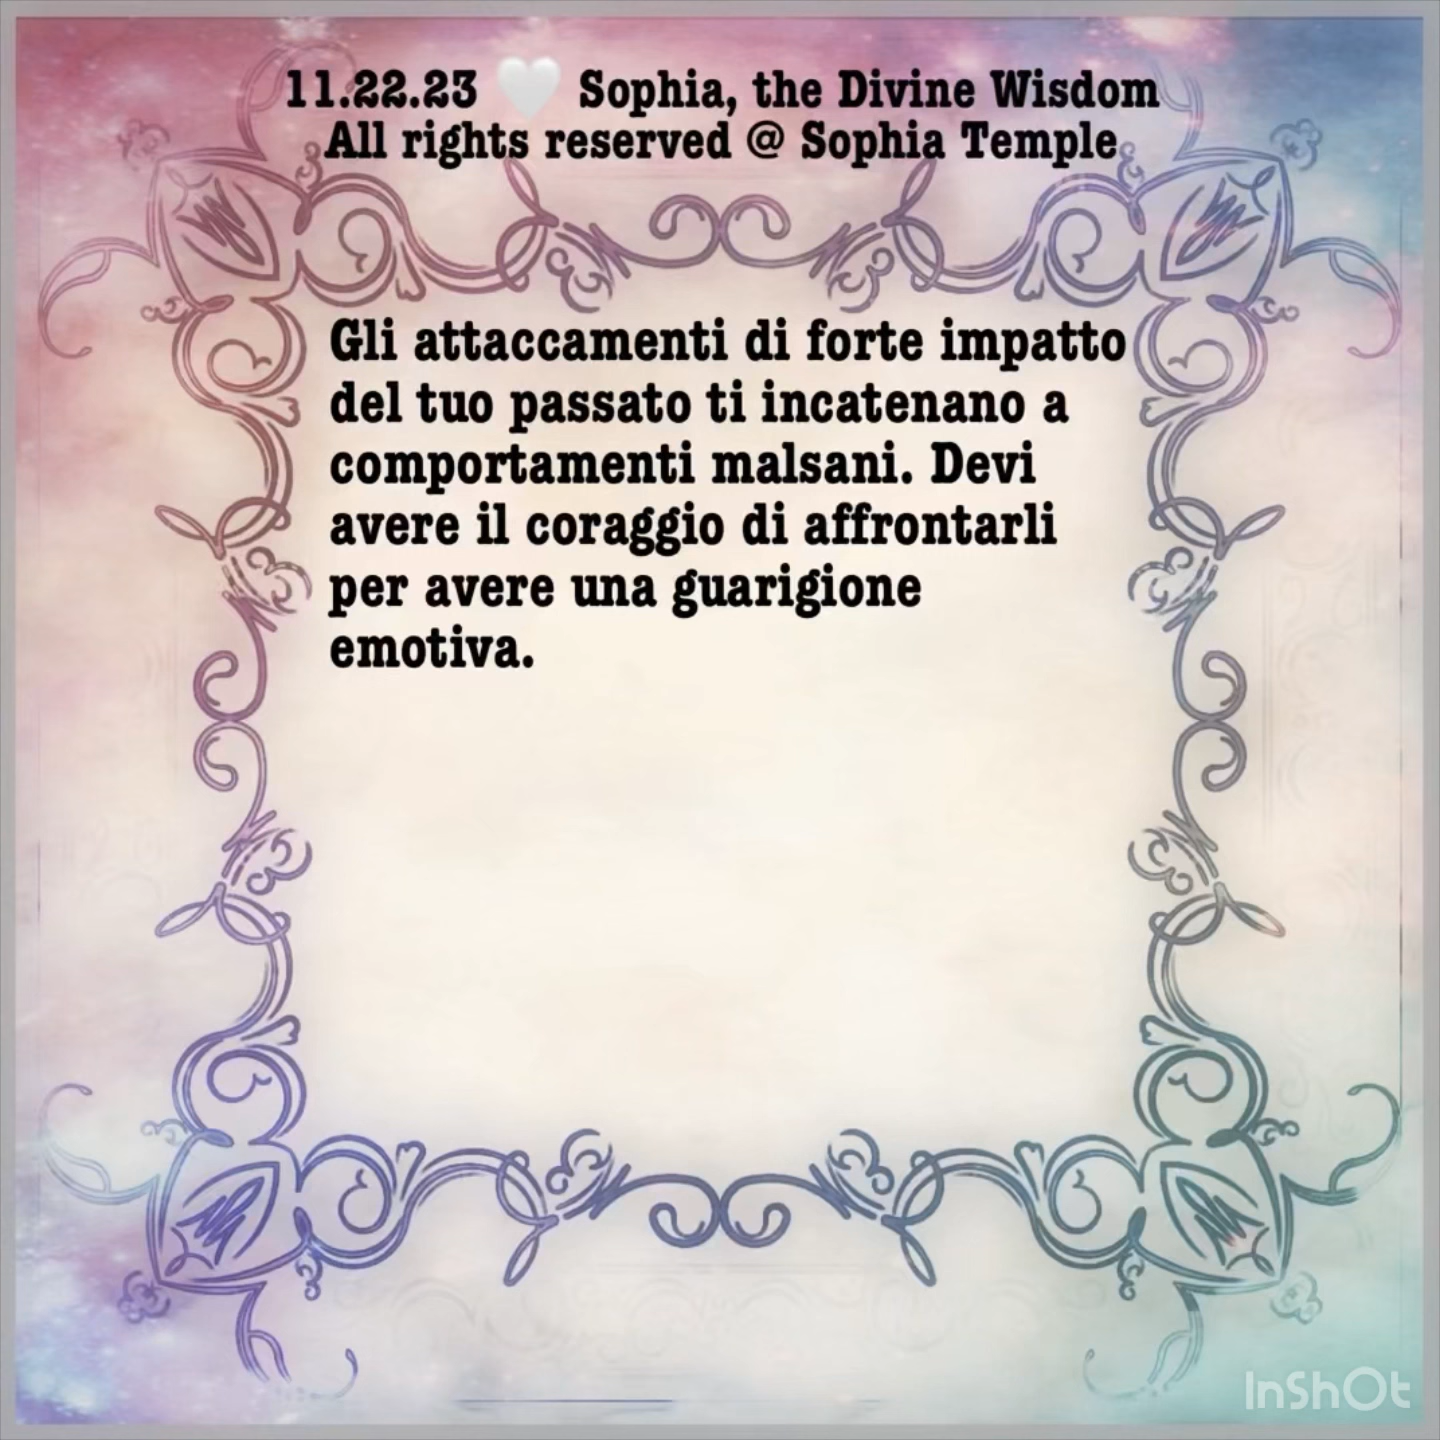 11.22.23 🤍 Sophia, the Divine Wisdom
All rights reserved @ Sophia Temple
Gli attaccamenti di forte impatto
del tuo passato ti incatenano a
comportamenti malsani. Devi
avere il coraggio di affrontarli
per avere una guarigione
emotiva.
InShOt